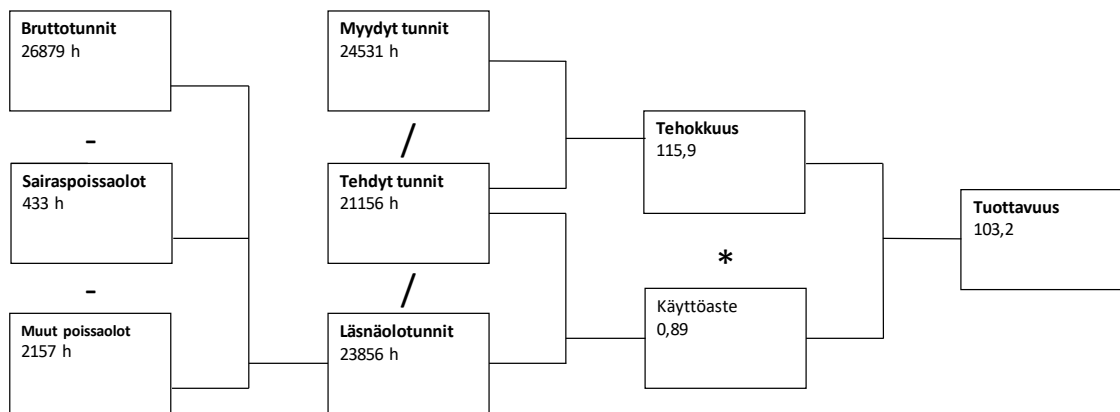 Bruttotunnit
26879 h
-
Sairaspoissaolot
433 h
-
Muut poissaolot
2157 h
Myydyt tunnit
24531 h
/
Tehdyt tunnit
21156 h
/
Läsnäolotunnit
23856 h
Tehokkuus
115,9
*
Käyttöaste
0,89
Tuottavuus
103,2